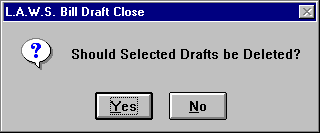 L.A.W.S. Bill Draft Close
Should Selected Drafts be Deleted?
Yes No